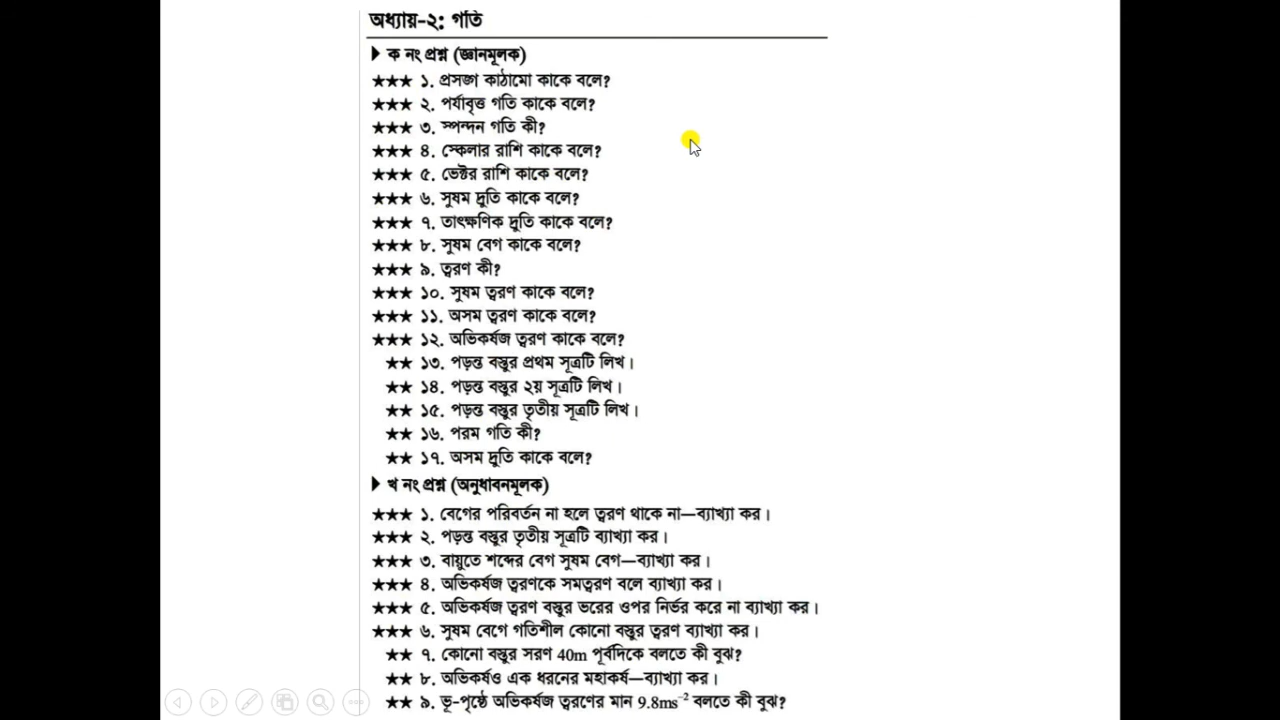 অধ্যায়-২: গতি
▶ ক নং প্রশ্ন (জ্ঞানমূলক)
★★★ ১. প্রসঙ্গ কাঠামো কাকে বলে?
★★★ ২. পর্যাবৃত্ত গতি কাকে বলে?
★★★ ৩. স্পন্দন গতি কী?
★★★ ৪. স্কেলার রাশি কাকে বলে?
★★★ ৫. ভেক্টর রাশি কাকে বলে?
★★★ ৬. সুষম দ্রুতি কাকে বলে?
★★★ ৭. তাৎক্ষণিক দ্রুতি কাকে বলে?
★★★ ৮. সুষম বেগ কাকে বলে?
★★★ ৯. ত্বরণ কী?
★★★ ১০. সুষম ত্বরণ কাকে বলে?
★★★ ১১. অসম ত্বরণ কাকে বলে?
★★★ ১২. অভিকর্ষজ ত্বরণ কাকে বলে?
★★ ১৩. পড়ন্ত বস্তুর প্রথম সূত্রটি লিখ।
★★ ১৪. পড়ন্ত বস্তুর ২য় সূত্রটি লিখ।
★★ ১৫. পড়ন্ত বস্তুর তৃতীয় সূত্রটি লিখ।
★★ ১৬. পরম গতি কী?
★★ ১৭. অসম দ্রুতি কাকে বলে?
▶ খ নং প্রশ্ন (অনুধাবনমূলক)
★★★ ১. বেগের পরিবর্তন না হলে ত্বরণ থাকে না—ব্যাখ্যা কর।
★★★ ২. পড়ন্ত বস্তুর তৃতীয় সূত্রটি ব্যাখ্যা কর।
★★★ ৩. বায়ুতে শব্দের বেগ সুষম বেগ—ব্যাখ্যা কর।
★★★ ৪. অভিকর্ষজ ত্বরণকে সমত্বরণ বলে ব্যাখ্যা কর।
★★★ ৫. অভিকর্ষজ ত্বরণ বস্তুর ভরের ওপর নির্ভর করে না ব্যাখ্যা কর।
★★★ ৬. সুষম বেগে গতিশীল কোনো বস্তুর ত্বরণ ব্যাখ্যা কর।
★★ ৭. কোনো বস্তুর সরণ 40m পূর্বদিকে বলতে কী বুঝ?
★★ ৮. অভিকর্ষও এক ধরনের মহাকর্ষ—ব্যাখ্যা কর।
★★ ৯. ভূ-পৃষ্ঠে অভিকর্ষজ ত্বরণের মান 9.8ms⁻² বলতে কী বুঝ?